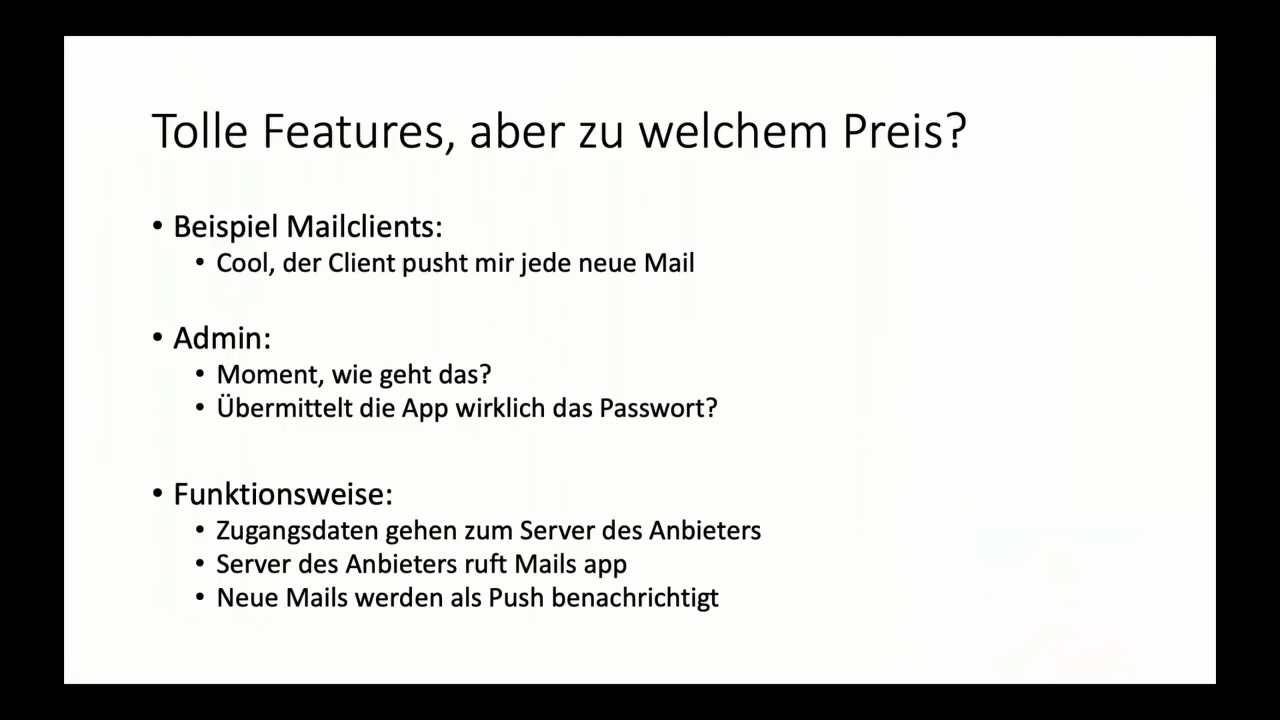 Tolle Features, aber zu welchem Preis?
• Beispiel Mailclients:
• Cool, der Client pusht mir jede neue Mail
• Admin:
• Moment, wie geht das?
• Übermittelt die App wirklich das Passwort?
• Funktionsweise:
• Zugangsdaten gehen zum Server des Anbieters
• Server des Anbieters ruft Mails app
• Neue Mails werden als Push benachrichtigt